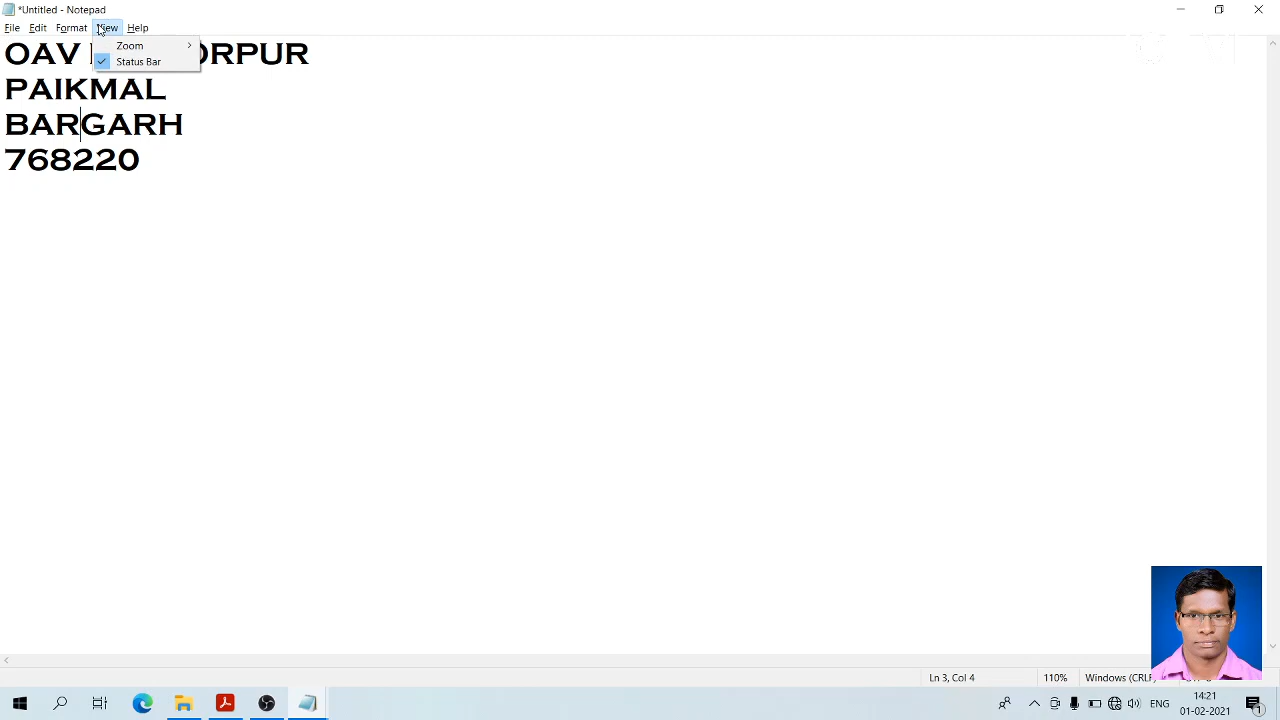 *Untitled - Notepad
File Edit Format View Help
OAV ORPUR
Zoom
Status Bar
PAIKMAL
BARGARH
768220
Ln 3, Col 4 110% Windows (CRLF
ENG 14:21
01-02-2021
1